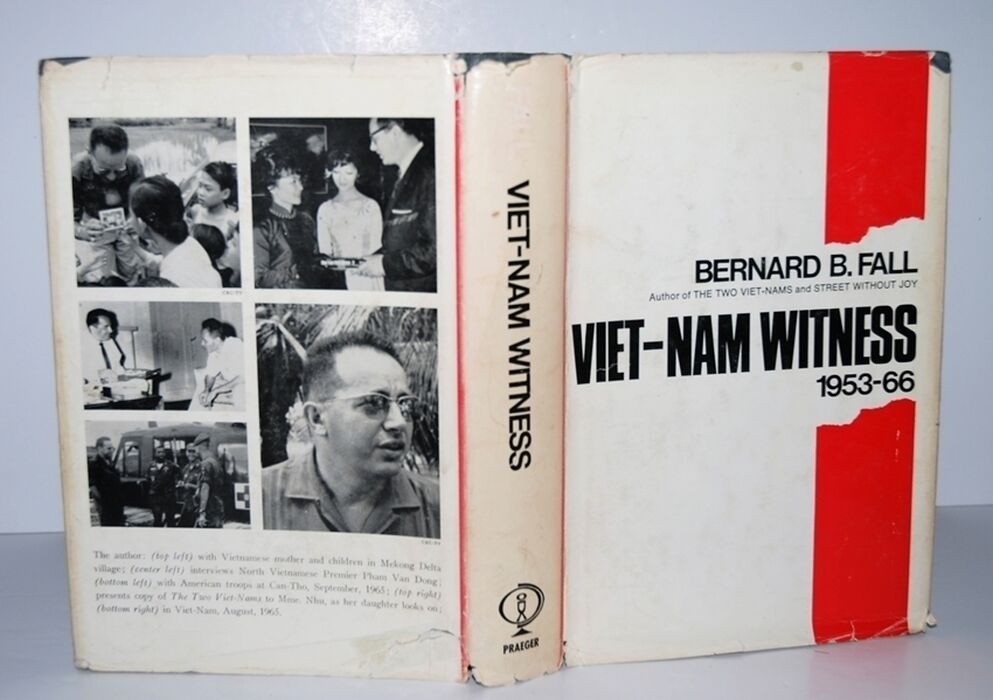 The author: (top left) with Vietnamese mother and children in Mekong Delta
village; (center left) interviews North Vietnamese Premier Pham Van Dong;
(bottom left) with American troops at Can-Tho, September, 1965; (top right)
presents copy of The Two Viet-Nams to Mme. Nhu, as her daughter looks on;
(bottom right) in Viet-Nam, August, 1965.
VIET-NAM WITNESS
PRAEGER
BERNARD B. FALL
Author of THE TWO VIET-NAMS and STREET WITHOUT JOY
VIET-NAM WITNESS
1953-66